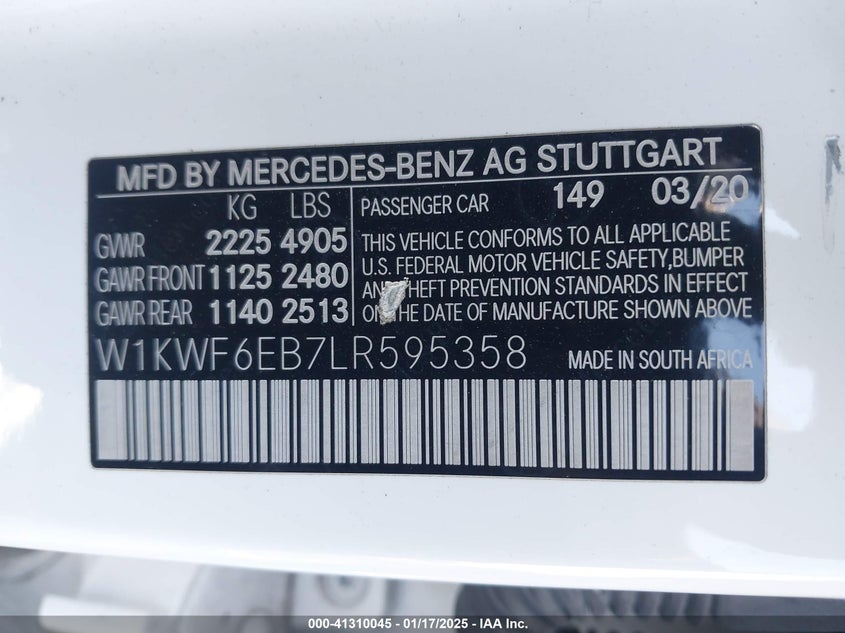 MFD BY MERCEDES-BENZ AG STUTTGART
KG LBS
GVWR 2225 4905
GAWR FRONT 1125 2480
GAWR REAR 1140 2513
PASSENGER CAR 149 03/20
THIS VEHICLE CONFORMS TO ALL APPLICABLE
U.S. FEDERAL MOTOR VEHICLE SAFETY,BUMPER
AND THEFT PREVENTION STANDARDS IN EFFECT
ON THE DATE OF MANUFACTURE SHOWN ABOVE
W1KWF6EB7LR595358 MADE IN SOUTH AFRICA
000-41310045 - 01/17/2025 - IAAI Inc.